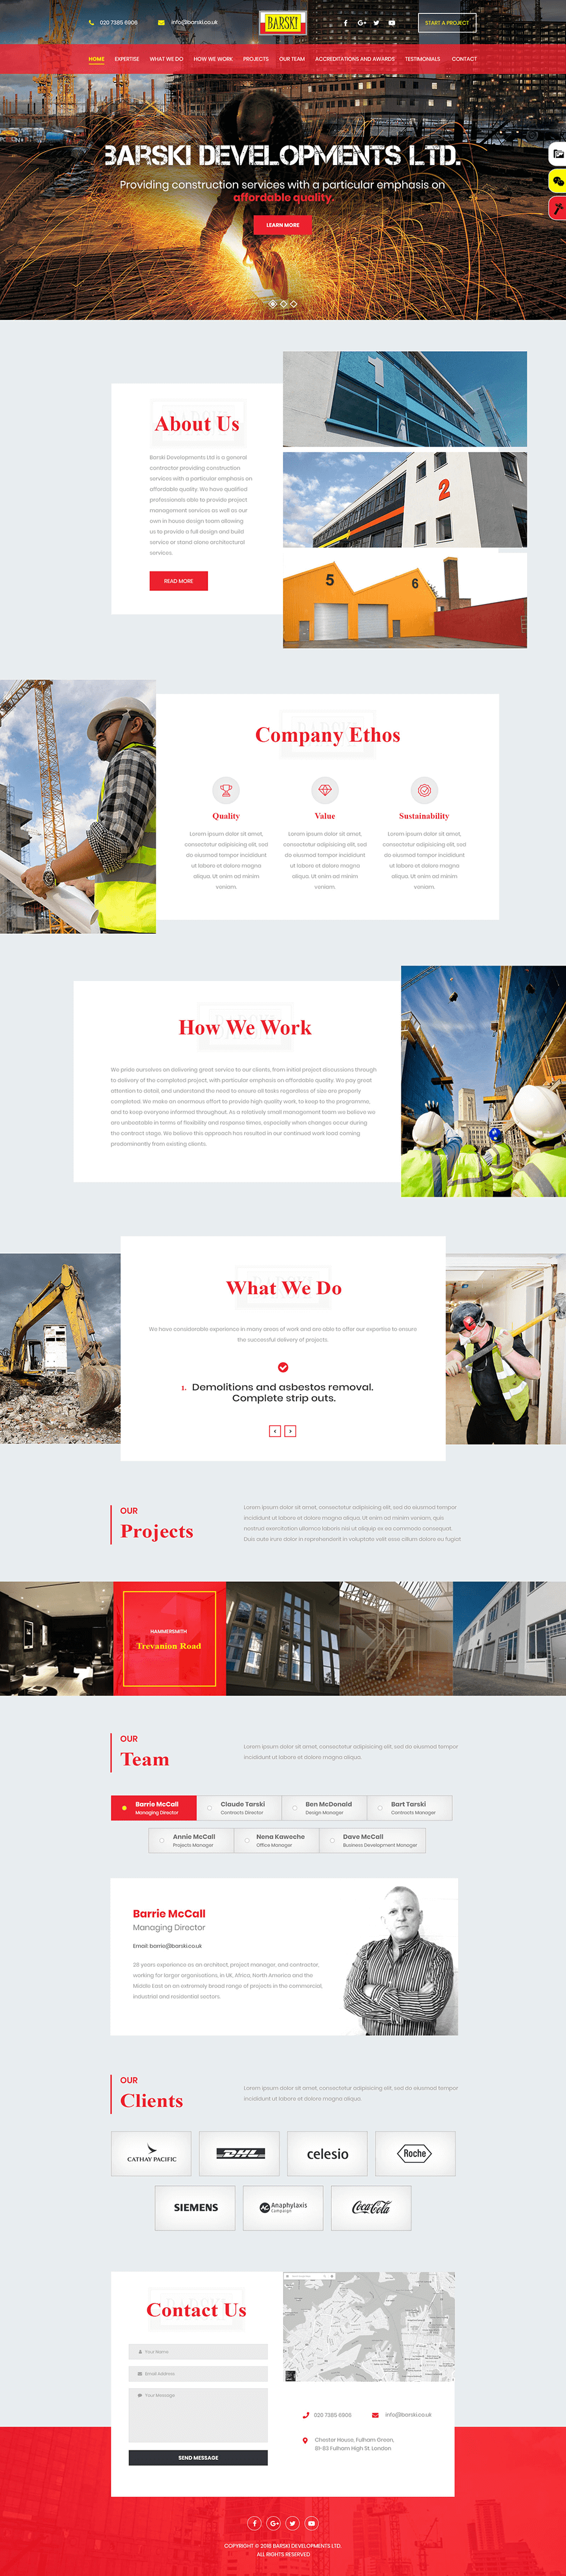 020 7385 6908
info@barski.co.uk
BARSKI
START A PROJECT
HOME EXPERTISE WHAT WE DO HOW WE WORK PROJECTS OUR TEAM ACCREDITATIONS AND AWARDS TESTIMONIALS CONTACT
BARSKI DEVELOPMENTS LTD.
Providing construction services with a particular emphasis on
affordable quality.
LEARN MORE
About Us
Barski Developments Ltd is a general
contractor providing construction
services with a particular emphasis on
affordable quality. We have qualified
professionals able to provide project
management services as well as our
own in house design team allowing
us to provide a full design and build
service or stand alone architectural
services.
READ MORE
1
2
5
6
Company Ethos
Quality
Lorem ipsum dolor sit amet,
consectetur adipisicing elit, sed
do eiusmod tempor incididunt
ut labore et dolore magna
aliqua. Ut enim ad minim
veniam.
Value
Lorem ipsum dolor sit amet,
consectetur adipisicing elit, sed
do eiusmod tempor incididunt
ut labore et dolore magna
aliqua. Ut enim ad minim
veniam.
Sustainability
Lorem ipsum dolor sit amet,
consectetur adipisicing elit, sed
do eiusmod tempor incididunt
ut labore et dolore magna
aliqua. Ut enim ad minim
veniam.
How We Work
We pride ourselves on delivering great service to our clients, from initial project discussions through
to delivery of the completed project, with particular emphasis on affordable quality. We pay great
attention to detail, and understand the need to ensure all tasks regardless of size are properly
completed. We make an enormous effort to provide high quality work, to keep to the programme,
and to keep everyone informed throughout. As a relatively small management team we believe we
are unbeatable in terms of flexibility and response times, especially when changes occur during
the contract stage. We believe this approach has resulted in our continued work load coming
predominantly from existing clients.
What We Do
We have considerable experience in many areas of work and are able to offer our expertise to ensure
the successful delivery of projects.
1. Demolitions and asbestos removal.
Complete strip outs.
OUR
Projects
Lorem ipsum dolor sit amet, consectetur adipisicing elit, sed do eiusmod tempor
incididunt ut labore et dolore magna aliqua. Ut enim ad minim veniam, quis
nostrud exercitation ullamco laboris nisi ut aliquip ex ea commodo consequat.
Duis aute irure dolor in reprehenderit in voluptate velit esse cillum dolore eu fugiat
HAMMERSMITH
Trevanion Road
OUR
Team
Lorem ipsum dolor sit amet, consectetur adipisicing elit, sed do eiusmod tempor
incididunt ut labore et dolore magna aliqua.
Barrie McCall
Managing Director
Claude Tarski
Contracts Director
Ben McDonald
Design Manager
Bart Tarski
Contracts Manager
Annie McCall
Projects Manager
Nena Kaweche
Office Manager
Dave McCall
Business Development Manager
Barrie McCall
Managing Director
Email: barrie@barski.co.uk
28 years experience as an architect, project manager, and contractor,
working for larger organisations, in UK, Africa, North America and the
Middle East on an extremely broad range of projects in the commercial,
industrial and residential sectors.
OUR
Clients
Lorem ipsum dolor sit amet, consectetur adipisicing elit, sed do eiusmod tempor
incididunt ut labore et dolore magna aliqua.
CATHAY PACIFIC
DHL
celesio
Roche
SIEMENS
AC Anaphylaxis
Campaign
Coca-Cola
Contact Us
Your Name
Email Address
Your Message
SEND MESSAGE
020 7385 6908
info@barski.co.uk
Chester House, Fulham Green,
81-83 Fulham High St. London
COPYRIGHT © 2018 BARSKI DEVELOPMENTS LTD.
ALL RIGHTS RESERVED